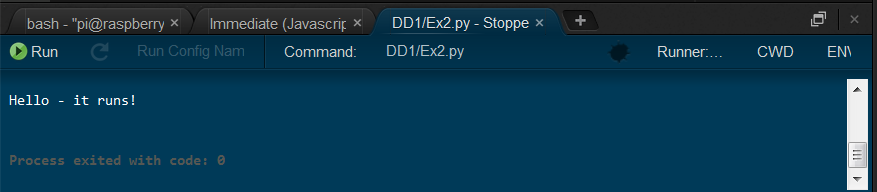 bash - "pi@raspberry × Immediate (Javascrip × DD1/Ex2.py - Stoppe ×
Run Run Config Nam Command: DD1/Ex2.py Runner:... CWD EN
Hello - it runs!
Process exited with code: 0